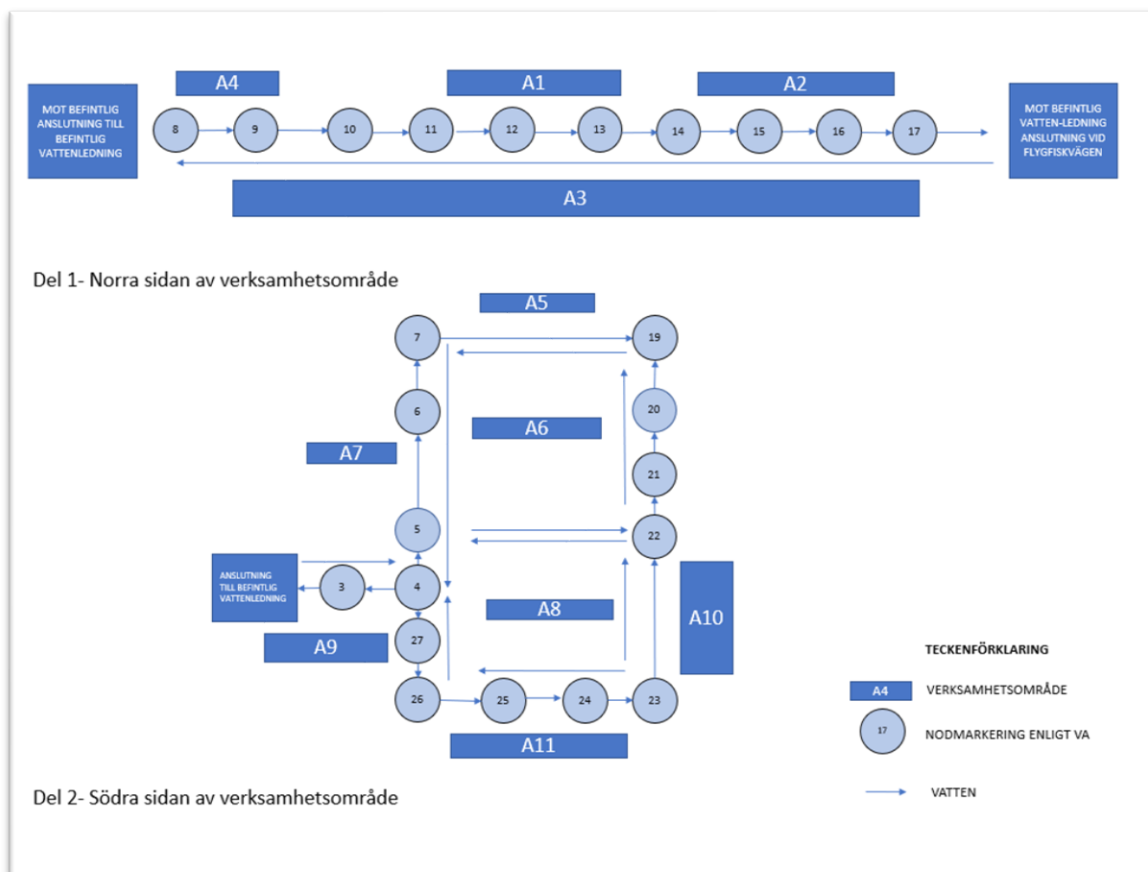 A4
A1
A2
MOT BEFINTLIG
ANSLUTNING TILL
BEFINTLIG
VATTENLEDNING
8
9
10
11
12
13
14
15
16
17
MOT BEFINTLIG
VATTEN-LEDNING
ANSLUTNING VID
FLYGFISKVÄGEN
A3
Del 1- Norra sidan av verksamhetsområde
A5
7
19
6
20
A6
A7
21
5
22
ANSLUTNING
TILL BEFINTLIG
VATTENLEDNING
3
4
A8
A10
A9
27
26
25
24
23
A11
TECKENFÖRKLARING
A4
VERKSAMHETSOMRÅDE
17
NODMARKERING ENLIGT VA
VATTEN
Del 2- Södra sidan av verksamhetsområde